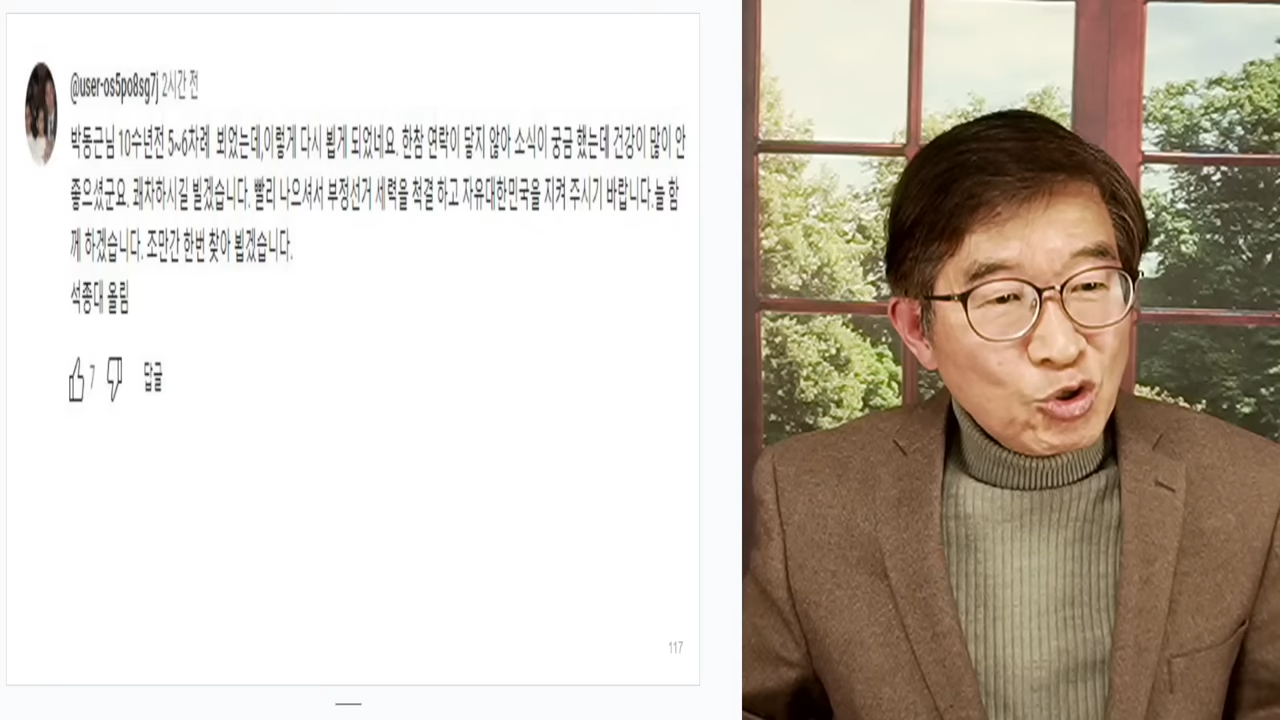 @user-os5po8sg7j 2시간 전
박동근님 10수년전 5~6차례 뵈었는데,이렇게 다시 뵙게 되었네요. 한참 연락이 닿지 않아 소식이 궁금 했는데 건강이 많이 안
좋으셨군요. 쾌차하시길 빌겠습니다. 빨리 나으셔서 부정선거 세력을 척결 하고 자유대한민국을 지켜 주시기 바랍니다.늘 함
께 하겠습니다. 조만간 한번 찾아 뵙겠습니다.
석종대 올림
7 답글
117